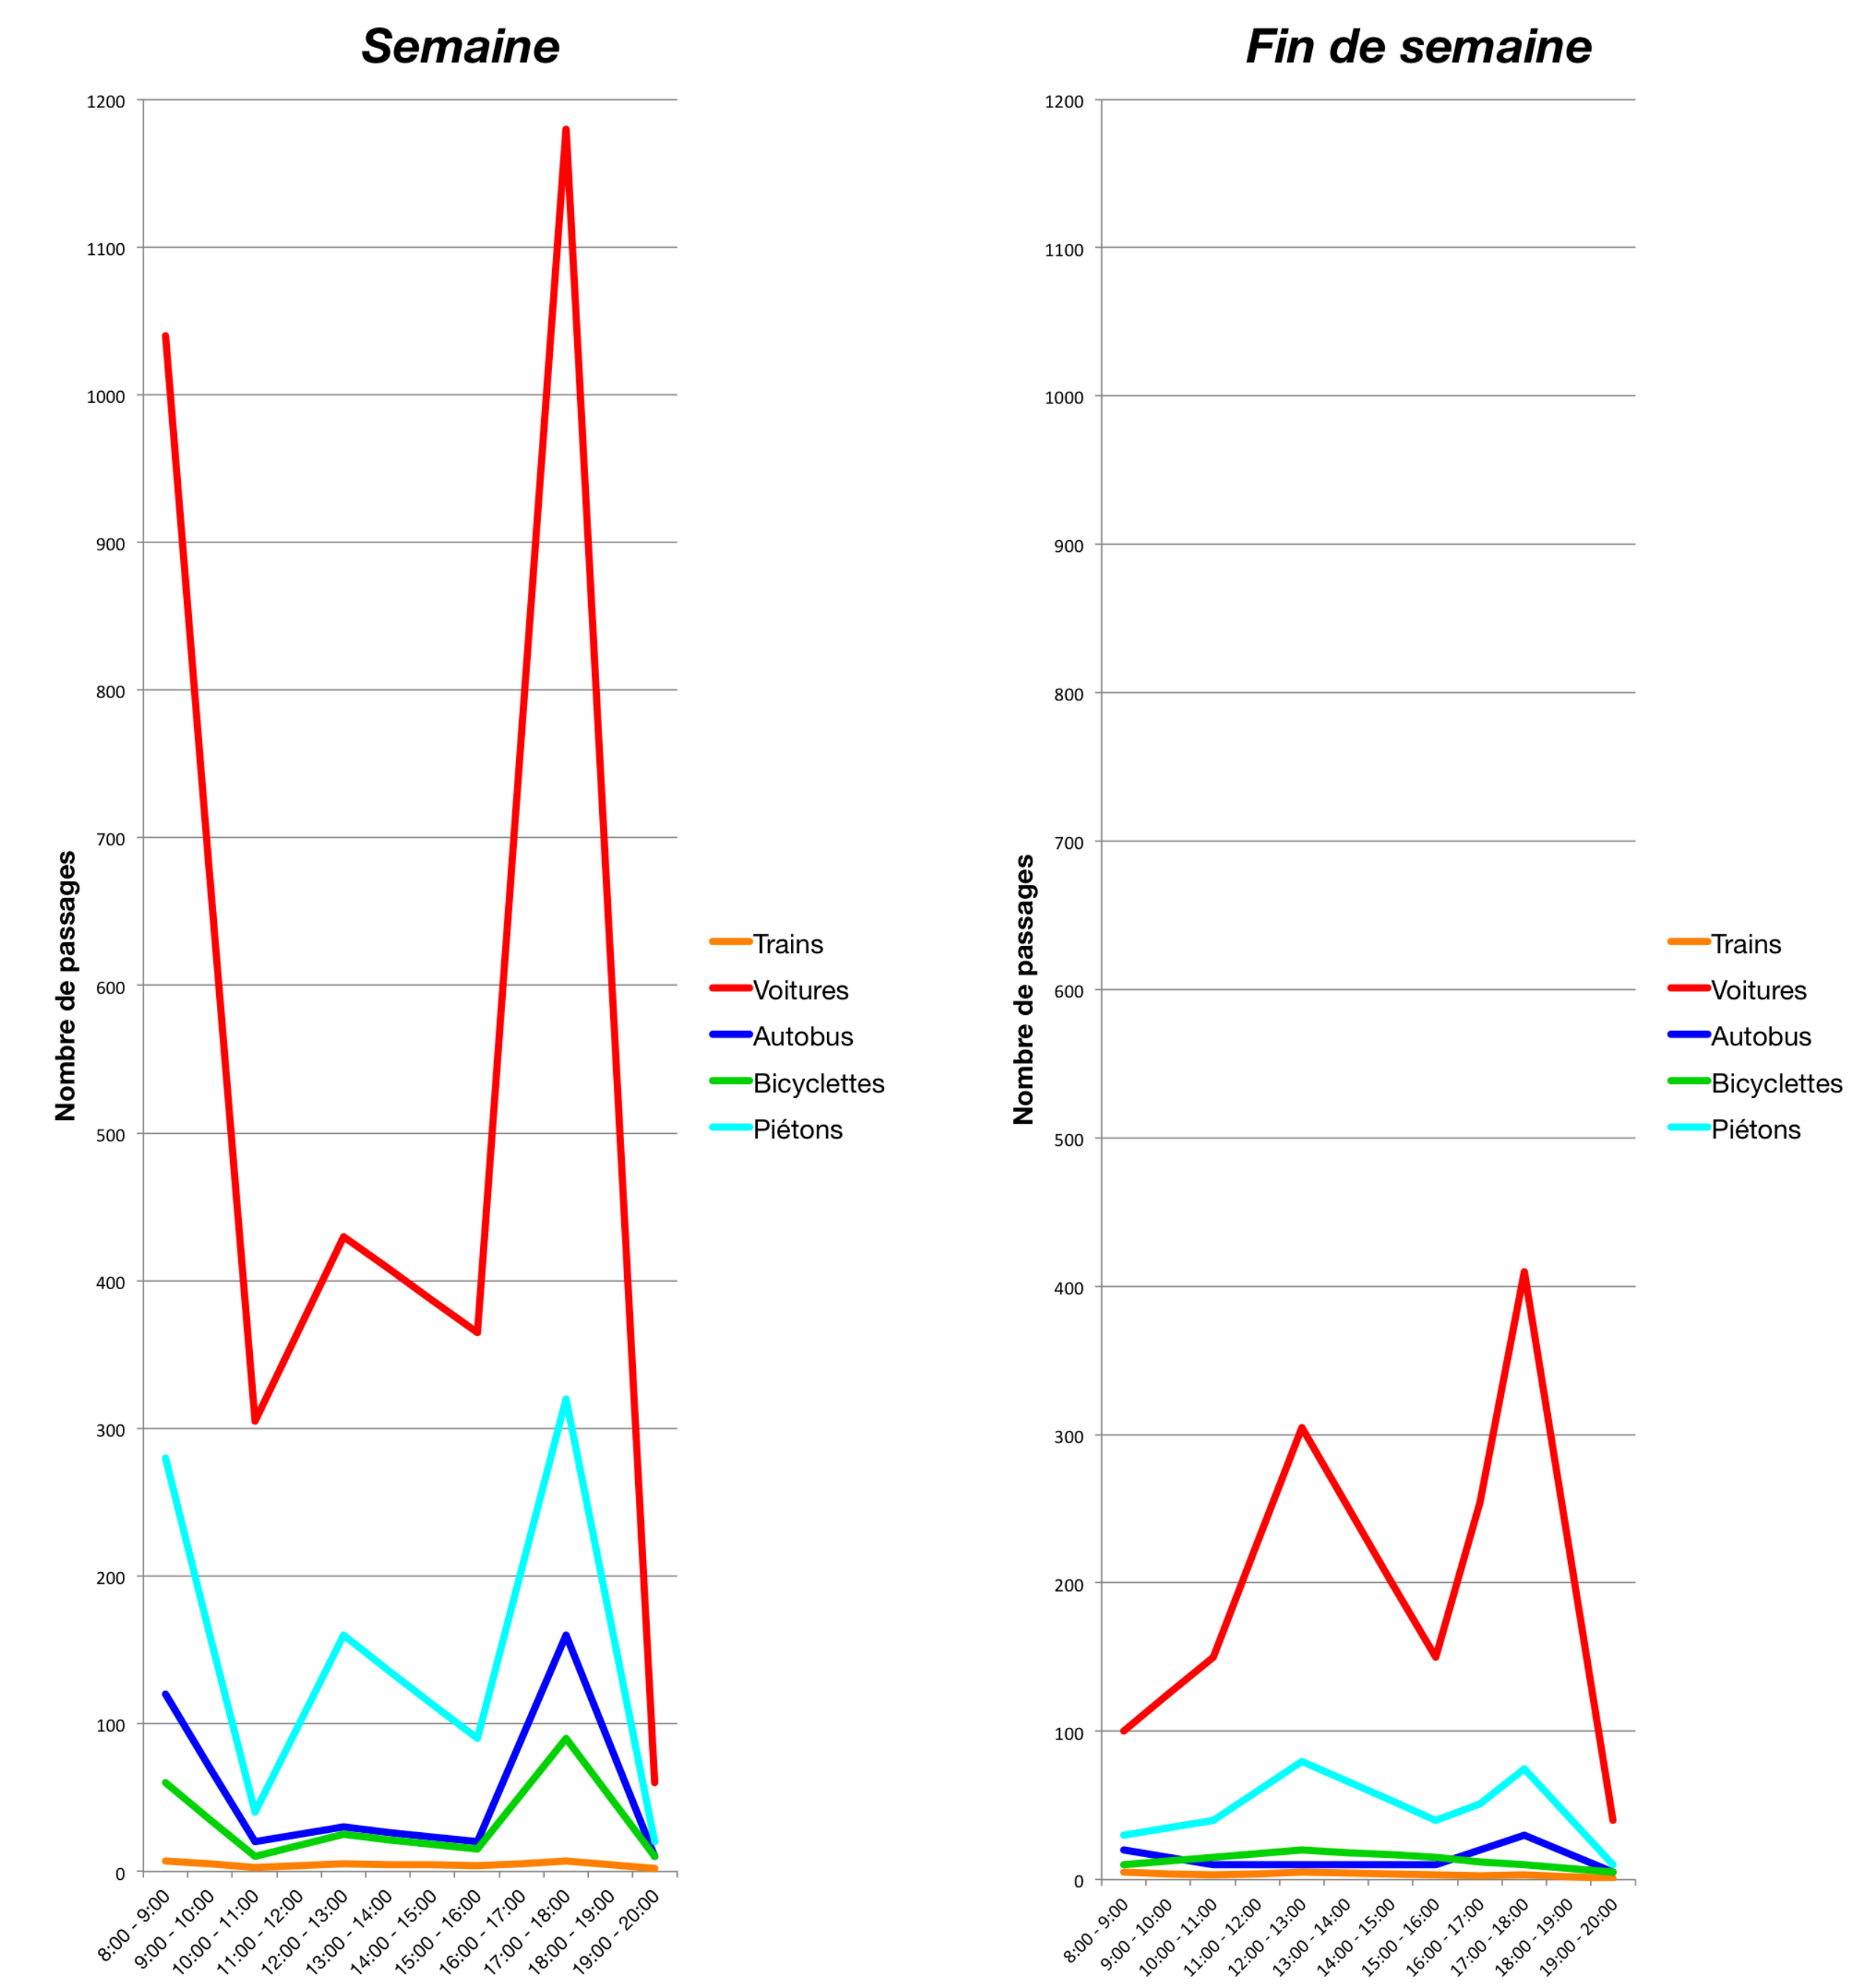 Semaine
1200
1100
1000
900
800
700
600
500
400
300
200
100
0
Nombre de passages
8:00 - 9:00
9:00 - 10:00
10:00 - 11:00
11:00 - 12:00
12:00 - 13:00
13:00 - 14:00
14:00 - 15:00
15:00 - 16:00
16:00 - 17:00
17:00 - 18:00
18:00 - 19:00
19:00 - 20:00
Trains
Voitures
Autobus
Bicyclettes
Piétons
Fin de semaine
1200
1100
1000
900
800
700
600
500
400
300
200
100
0
Nombre de passages
8:00 - 9:00
9:00 - 10:00
10:00 - 11:00
11:00 - 12:00
12:00 - 13:00
13:00 - 14:00
14:00 - 15:00
15:00 - 16:00
16:00 - 17:00
17:00 - 18:00
18:00 - 19:00
19:00 - 20:00
Trains
Voitures
Autobus
Bicyclettes
Piétons